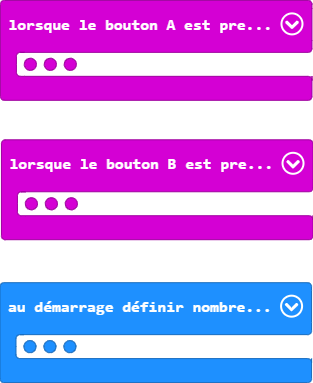 lorsque le bouton A est pre...
lorsque le bouton B est pre...
au démarrage définir nombre...